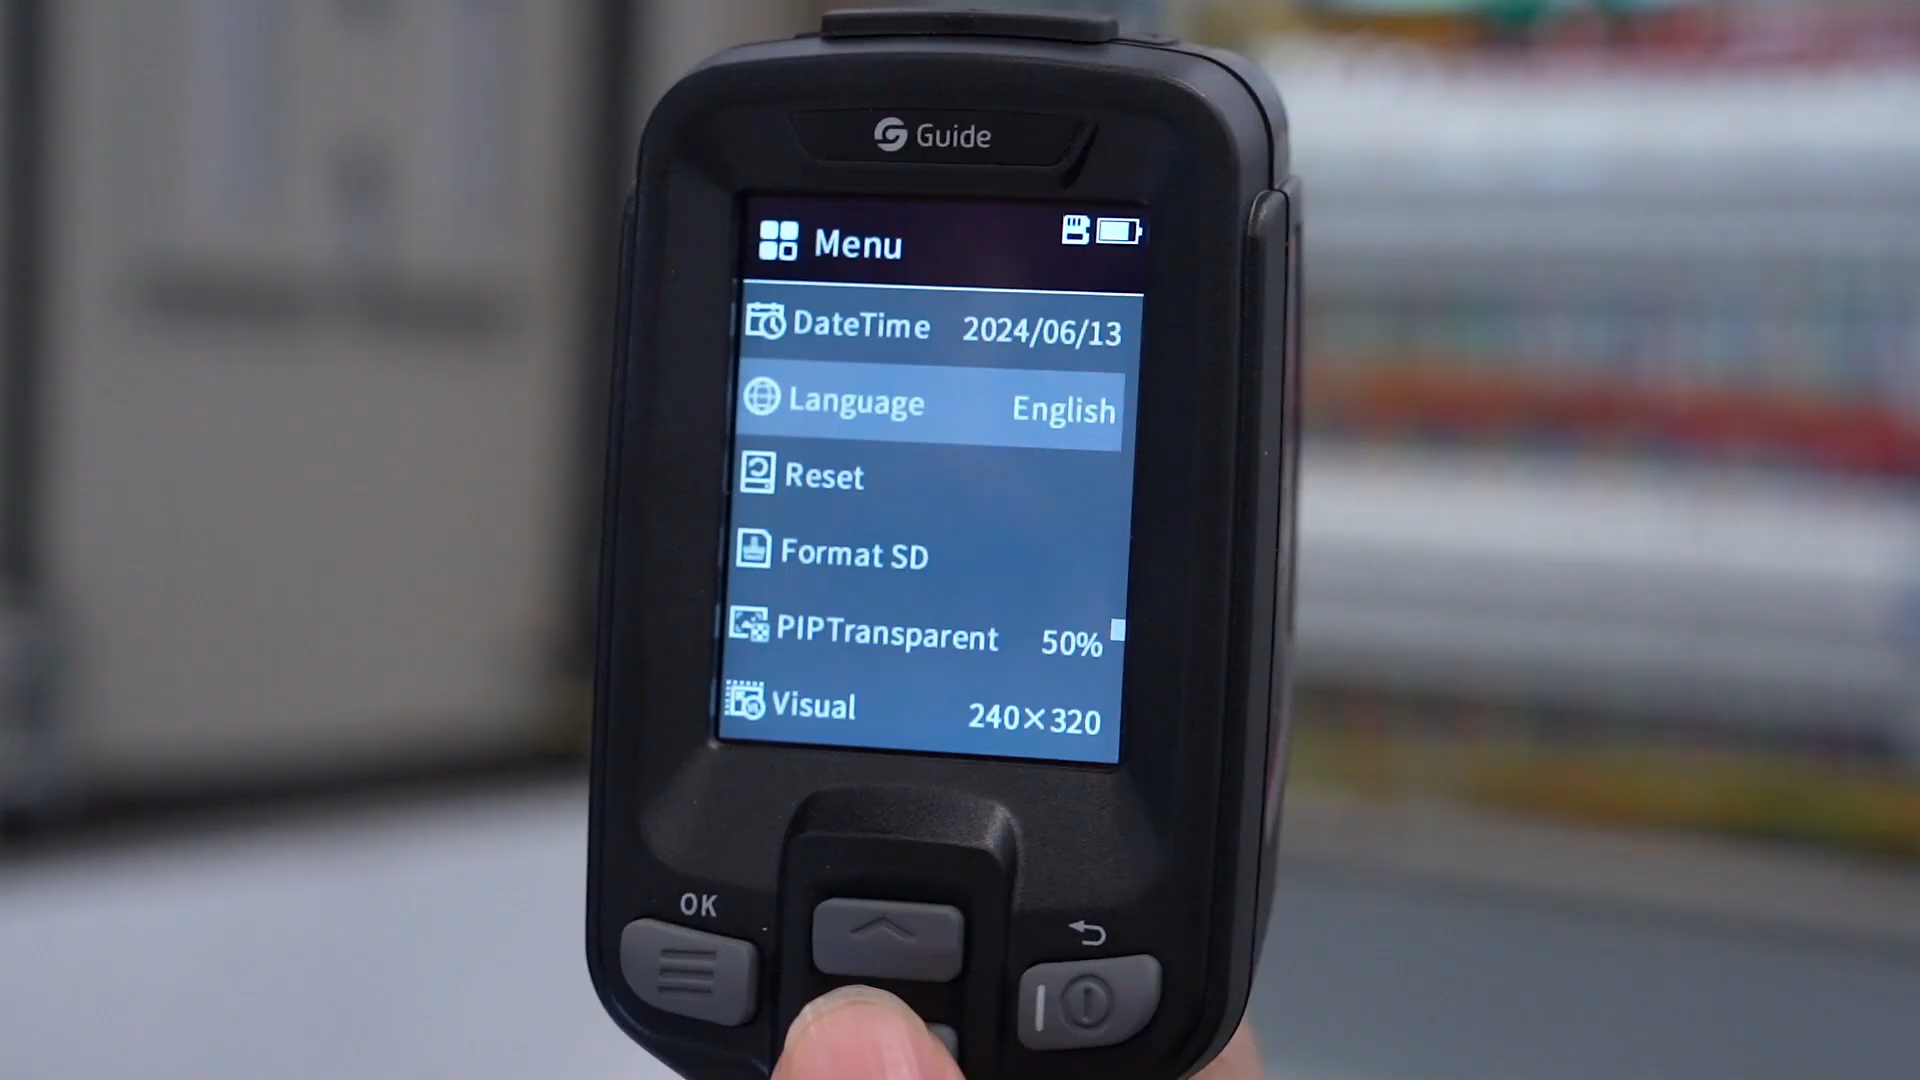 Guide
Menu
DateTime 2024/06/13
Language English
Reset
Format SD
PIPTransparent 50%
Visual 240×320
OK